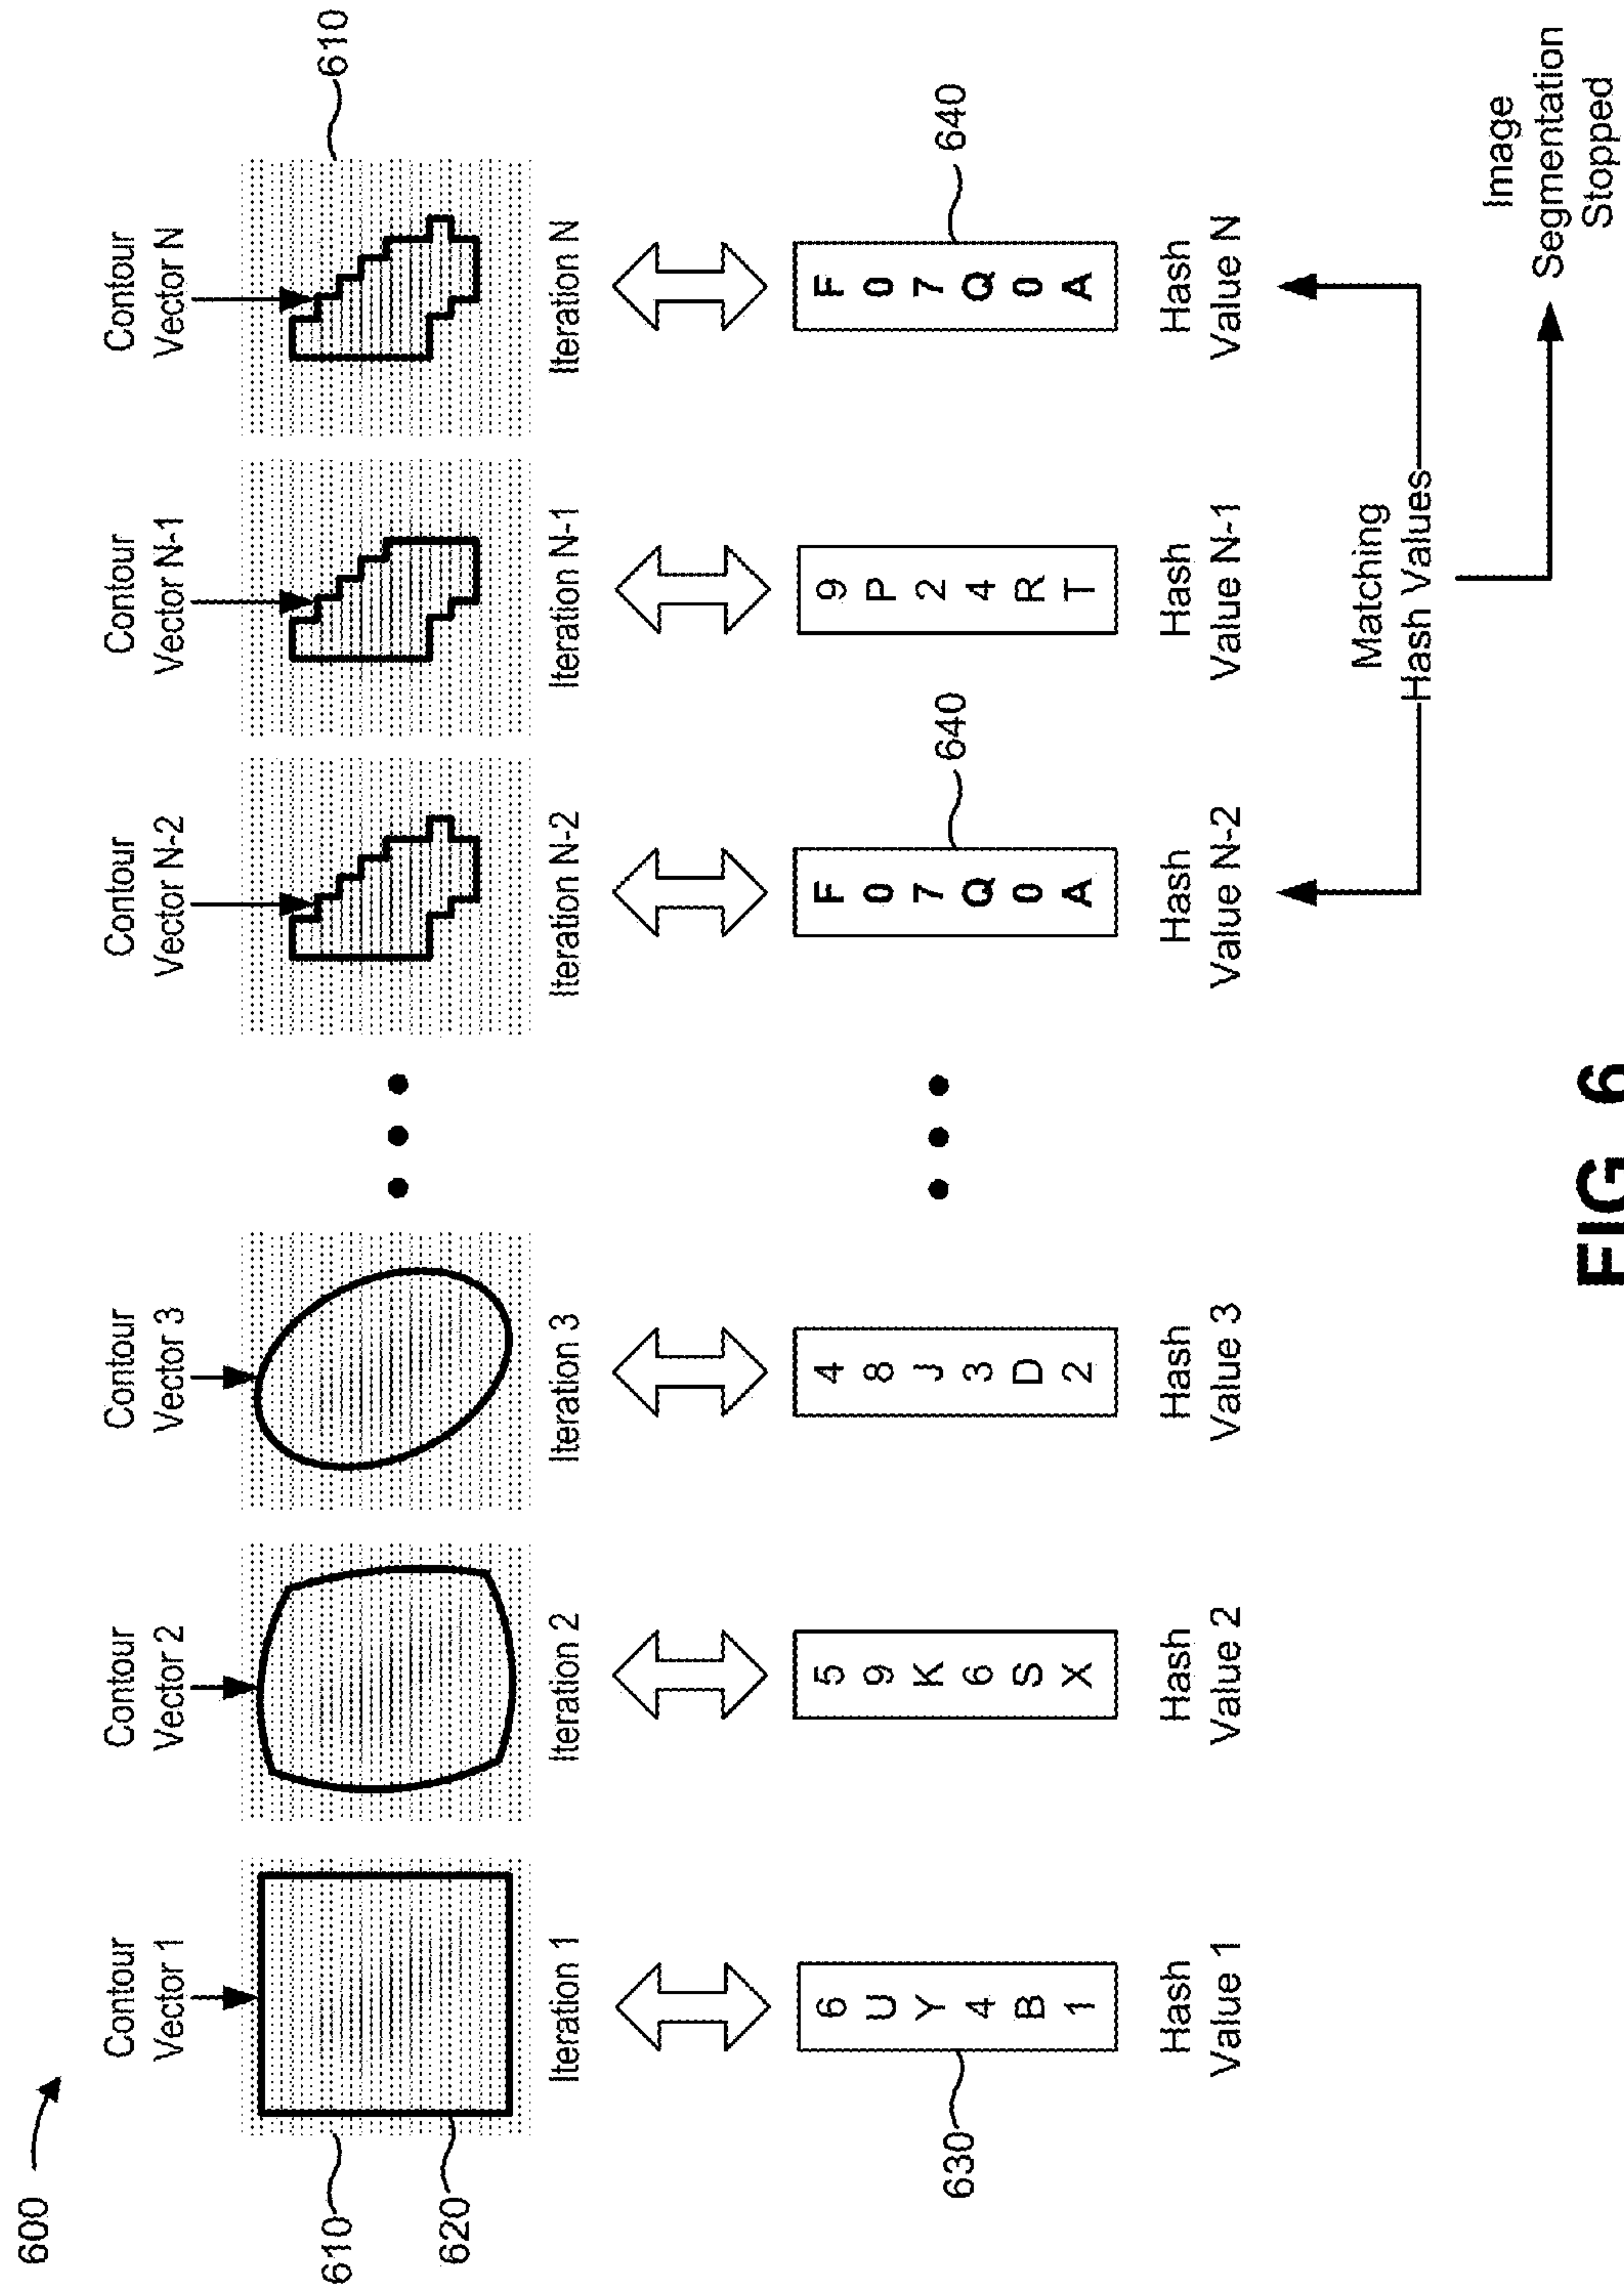 600
Contour
Vector 1
Contour
Vector 2
Contour
Vector 3
Contour
Vector N-2
Contour
Vector N-1
Contour
Vector N
610
620
610
Iteration 1
Iteration 2
Iteration 3
Iteration N-2
Iteration N-1
Iteration N
630
6
U
Y
4
B
1
5
9
K
6
S
X
4
8
J
3
D
2
F
0
7
Q
0
A
640
9
P
2
4
R
T
F
0
7
Q
0
A
640
Hash
Value 1
Hash
Value 2
Hash
Value 3
Hash
Value N-2
Hash
Value N-1
Hash
Value N
Matching
Hash Values
Image
Segmentation
Stopped
FIG 6